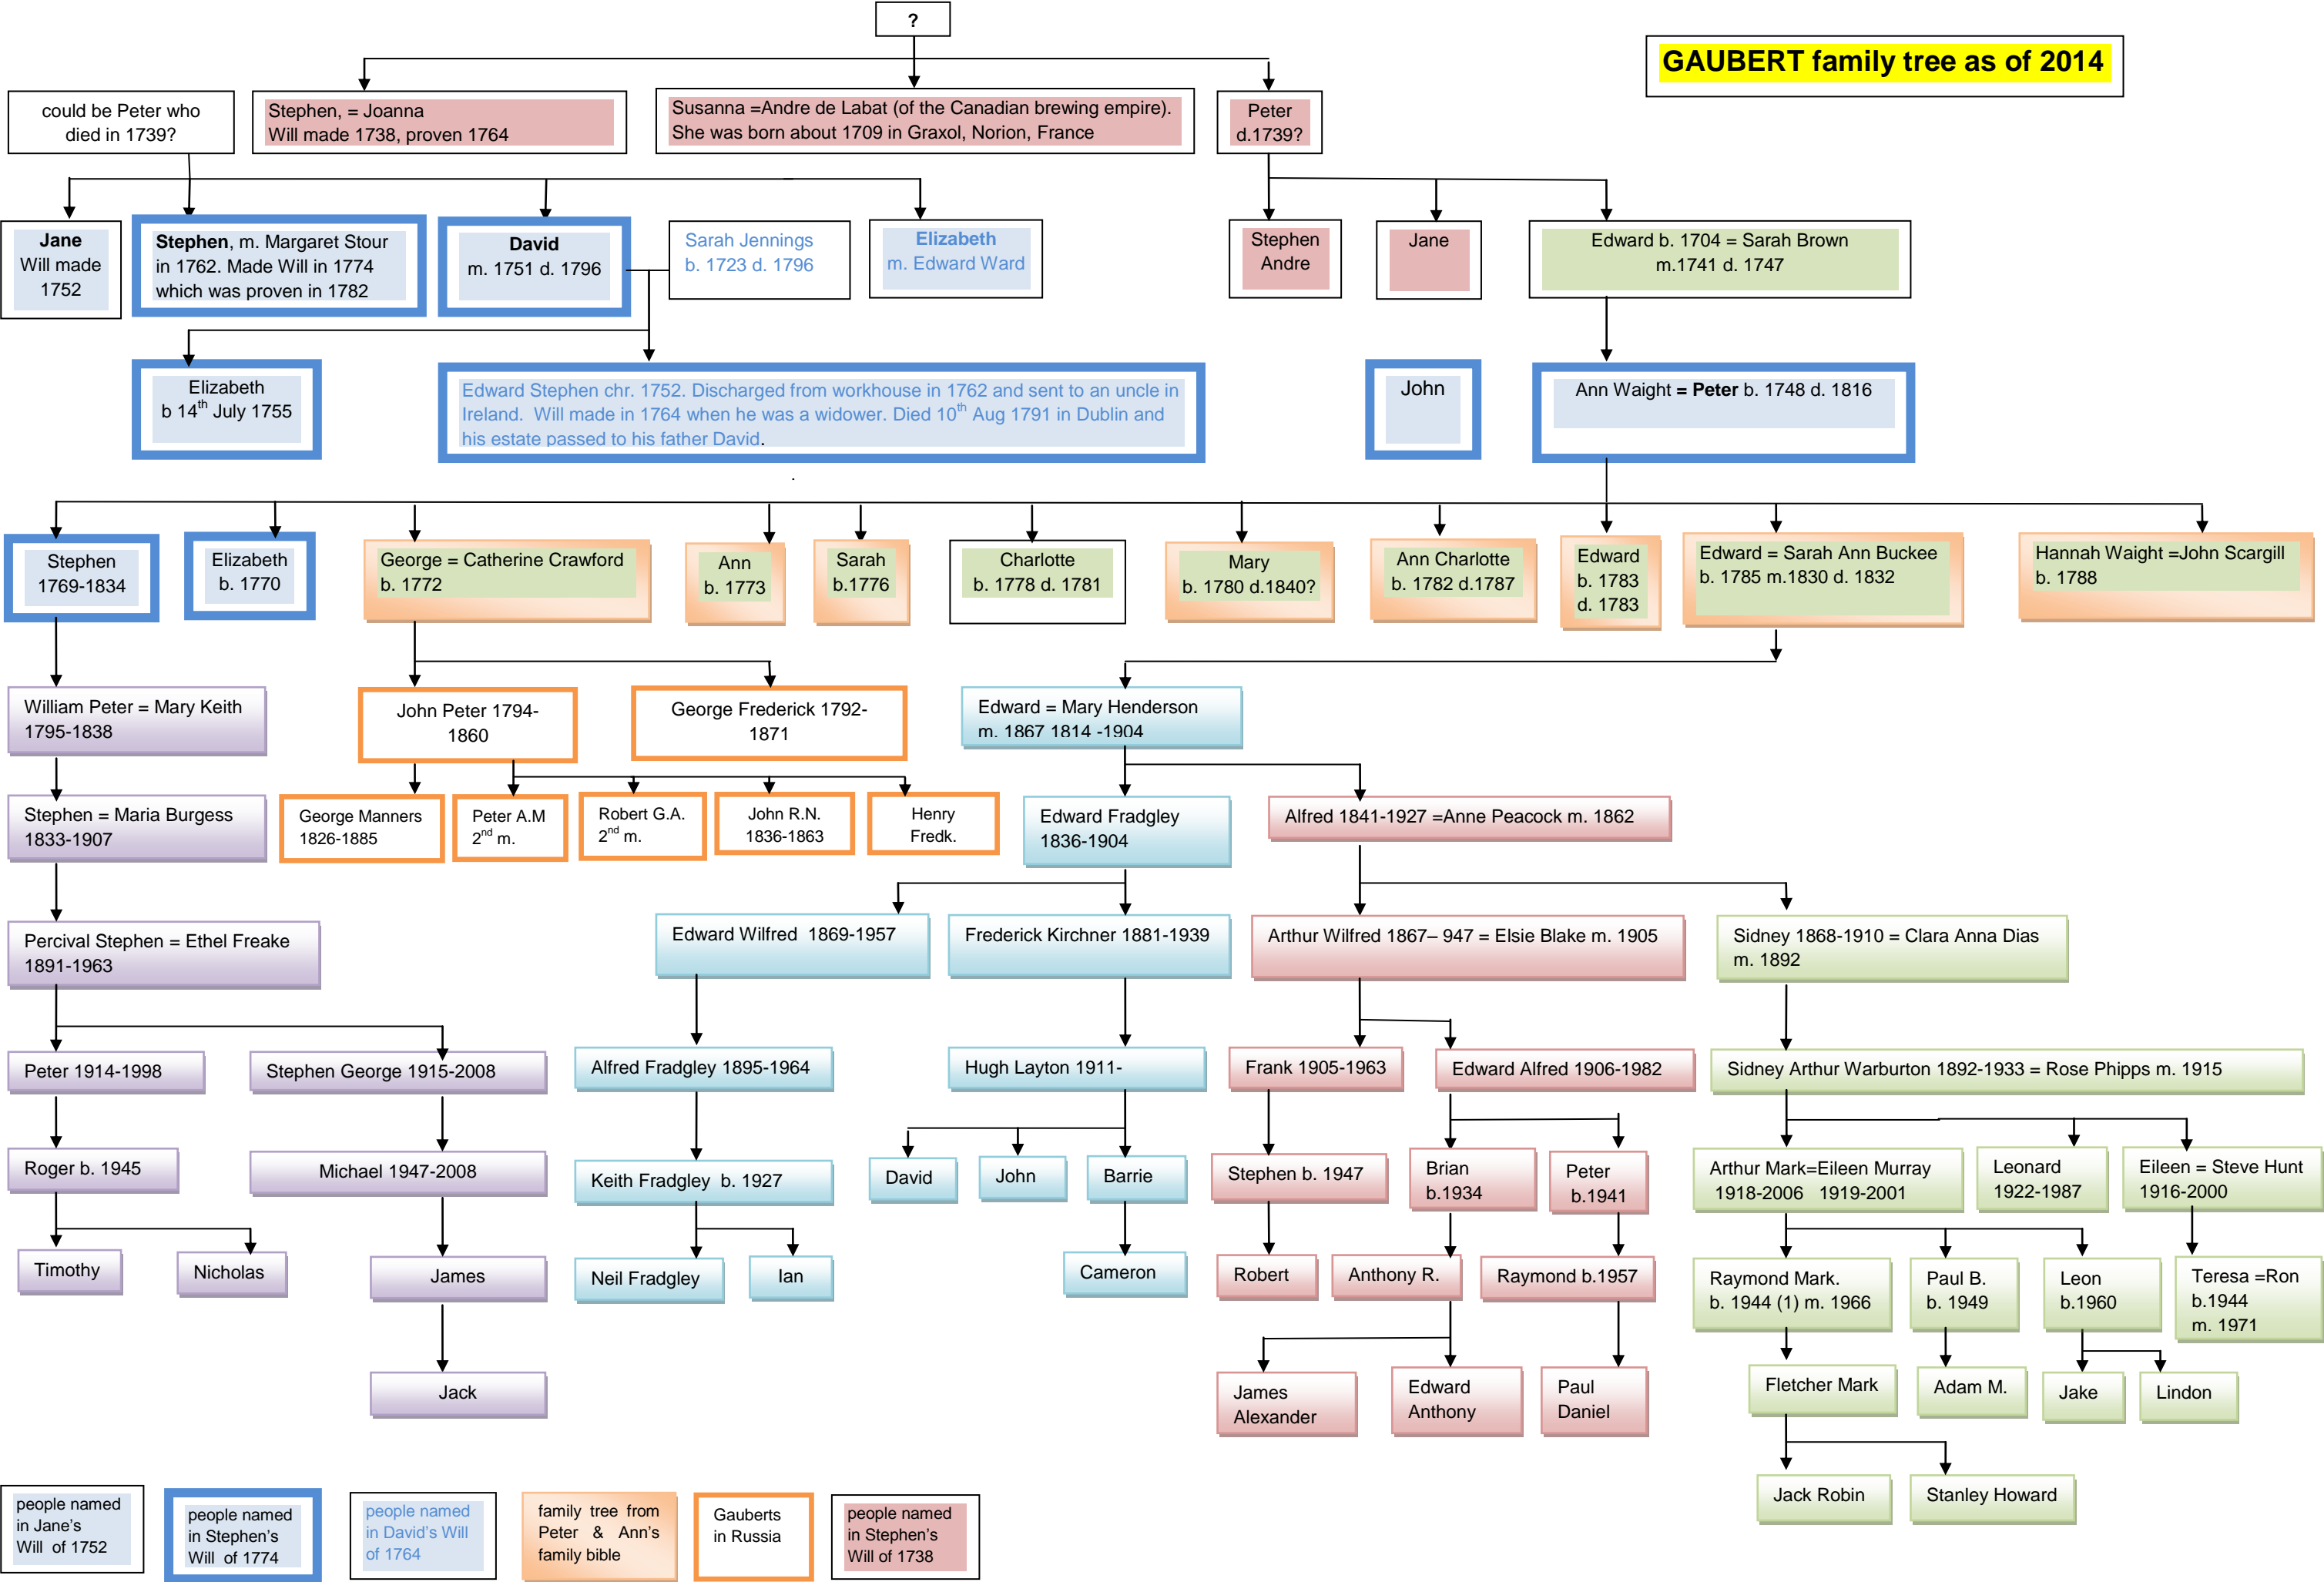 ?
GAUBERT family tree as of 2014
could be Peter who
died in 1739?
Stephen, = Joanna
Will made 1738, proven 1764
Susanna =Andre de Labat (of the Canadian brewing empire).
She was born about 1709 in Graxol, Norion, France
Peter
d.1739?
Jane
Will made
1752
Stephen, m. Margaret Stour
in 1762. Made Will in 1774
which was proven in 1782
David
m. 1751 d. 1796
Sarah Jennings
b. 1723 d. 1796
Elizabeth
m. Edward Ward
Stephen
Andre
Jane
Edward b. 1704 = Sarah Brown
m.1741 d. 1747
Elizabeth
b 14th July 1755
Edward Stephen chr. 1752. Discharged from workhouse in 1762 and sent to an uncle in
Ireland. Will made in 1764 when he was a widower. Died 10th Aug 1791 in Dublin and
his estate passed to his father David.
John
Ann Waight = Peter b. 1748 d. 1816
.
Stephen
1769-1834
Elizabeth
b. 1770
George = Catherine Crawford
b. 1772
Ann
b. 1773
Sarah
b.1776
Charlotte
b. 1778 d. 1781
Mary
b. 1780 d.1840?
Ann Charlotte
b. 1782 d.1787
Edward
b. 1783
d. 1783
Edward = Sarah Ann Buckee
b. 1785 m.1830 d. 1832
Hannah Waight =John Scargill
b. 1788
William Peter = Mary Keith
1795-1838
John Peter 1794-
1860
George Frederick 1792-
1871
Edward = Mary Henderson
m. 1867 1814 -1904
Stephen = Maria Burgess
1833-1907
George Manners
1826-1885
Peter A.M
2nd m.
Robert G.A.
2nd m.
John R.N.
1836-1863
Henry
Fredk.
Edward Fradgley
1836-1904
Alfred 1841-1927 =Anne Peacock m. 1862
Percival Stephen = Ethel Freake
1891-1963
Edward Wilfred 1869-1957
Frederick Kirchner 1881-1939
Arthur Wilfred 1867– 947 = Elsie Blake m. 1905
Sidney 1868-1910 = Clara Anna Dias
m. 1892
Peter 1914-1998
Stephen George 1915-2008
Alfred Fradgley 1895-1964
Hugh Layton 1911-
Frank 1905-1963
Edward Alfred 1906-1982
Sidney Arthur Warburton 1892-1933 = Rose Phipps m. 1915
Roger b. 1945
Michael 1947-2008
Keith Fradgley b. 1927
David
John
Barrie
Stephen b. 1947
Brian
b.1934
Peter
b.1941
Arthur Mark=Eileen Murray
1918-2006 1919-2001
Leonard
1922-1987
Eileen = Steve Hunt
1916-2000
Timothy
Nicholas
James
Neil Fradgley
Ian
Cameron
Robert
Anthony R.
Raymond b.1957
Raymond Mark.
b. 1944 (1) m. 1966
Paul B.
b. 1949
Leon
b.1960
Teresa =Ron
b.1944
m. 1971
Jack
James
Alexander
Edward
Anthony
Paul
Daniel
Fletcher Mark
Adam M.
Jake
Lindon
Jack Robin
Stanley Howard
people named
in Jane's
Will of 1752
people named
in Stephen's
Will of 1774
people named
in David's Will
of 1764
family tree from
Peter & Ann's
family bible
Gauberts
in Russia
people named
in Stephen's
Will of 1738